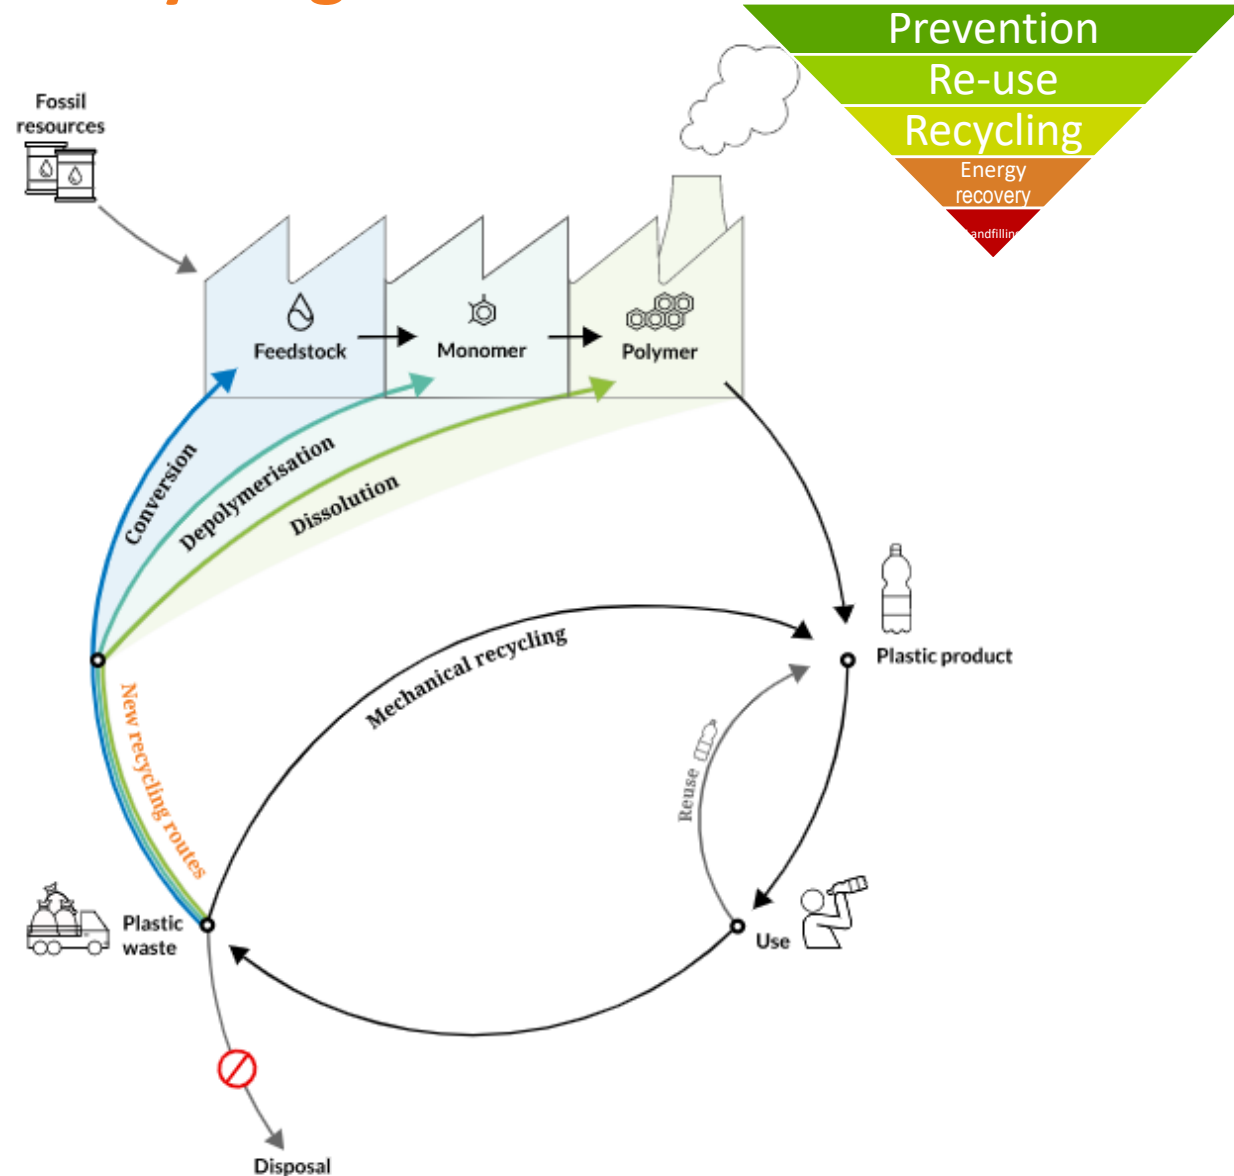 Prevention
Re-use
Recycling
Energy
recovery
Fossil
resources
Feedstock
Monomer
Polymer
Conversion
Depolymerisation
Dissolution
Mechanical recycling
Plastic product
New recycling routes
Reuse
Plastic
waste
Use
Disposal